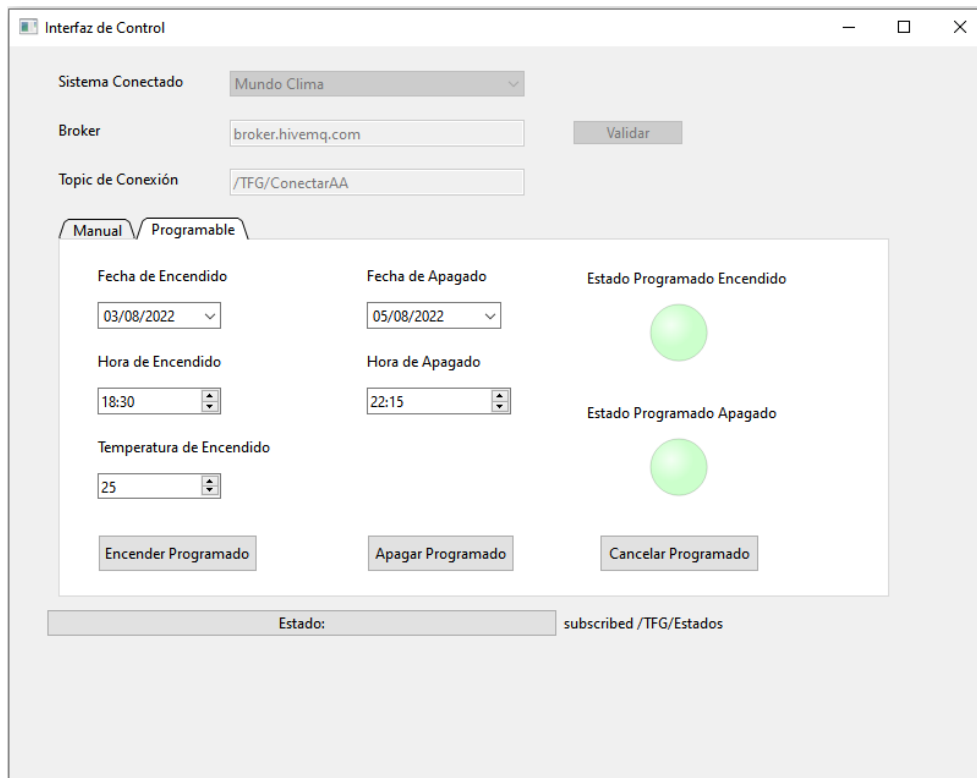 Interfaz de Control
Sistema Conectado
Mundo Clima
Broker
broker.hivemq.com
Validar
Topic de Conexión
/TFG/ConectarAA
Manual
Programable
Fecha de Encendido
Fecha de Apagado
Estado Programado Encendido
03/08/2022
05/08/2022
Hora de Encendido
Hora de Apagado
18:30
22:15
Estado Programado Apagado
Temperatura de Encendido
25
Encender Programado
Apagar Programado
Cancelar Programado
Estado:
subscribed /TFG/Estados